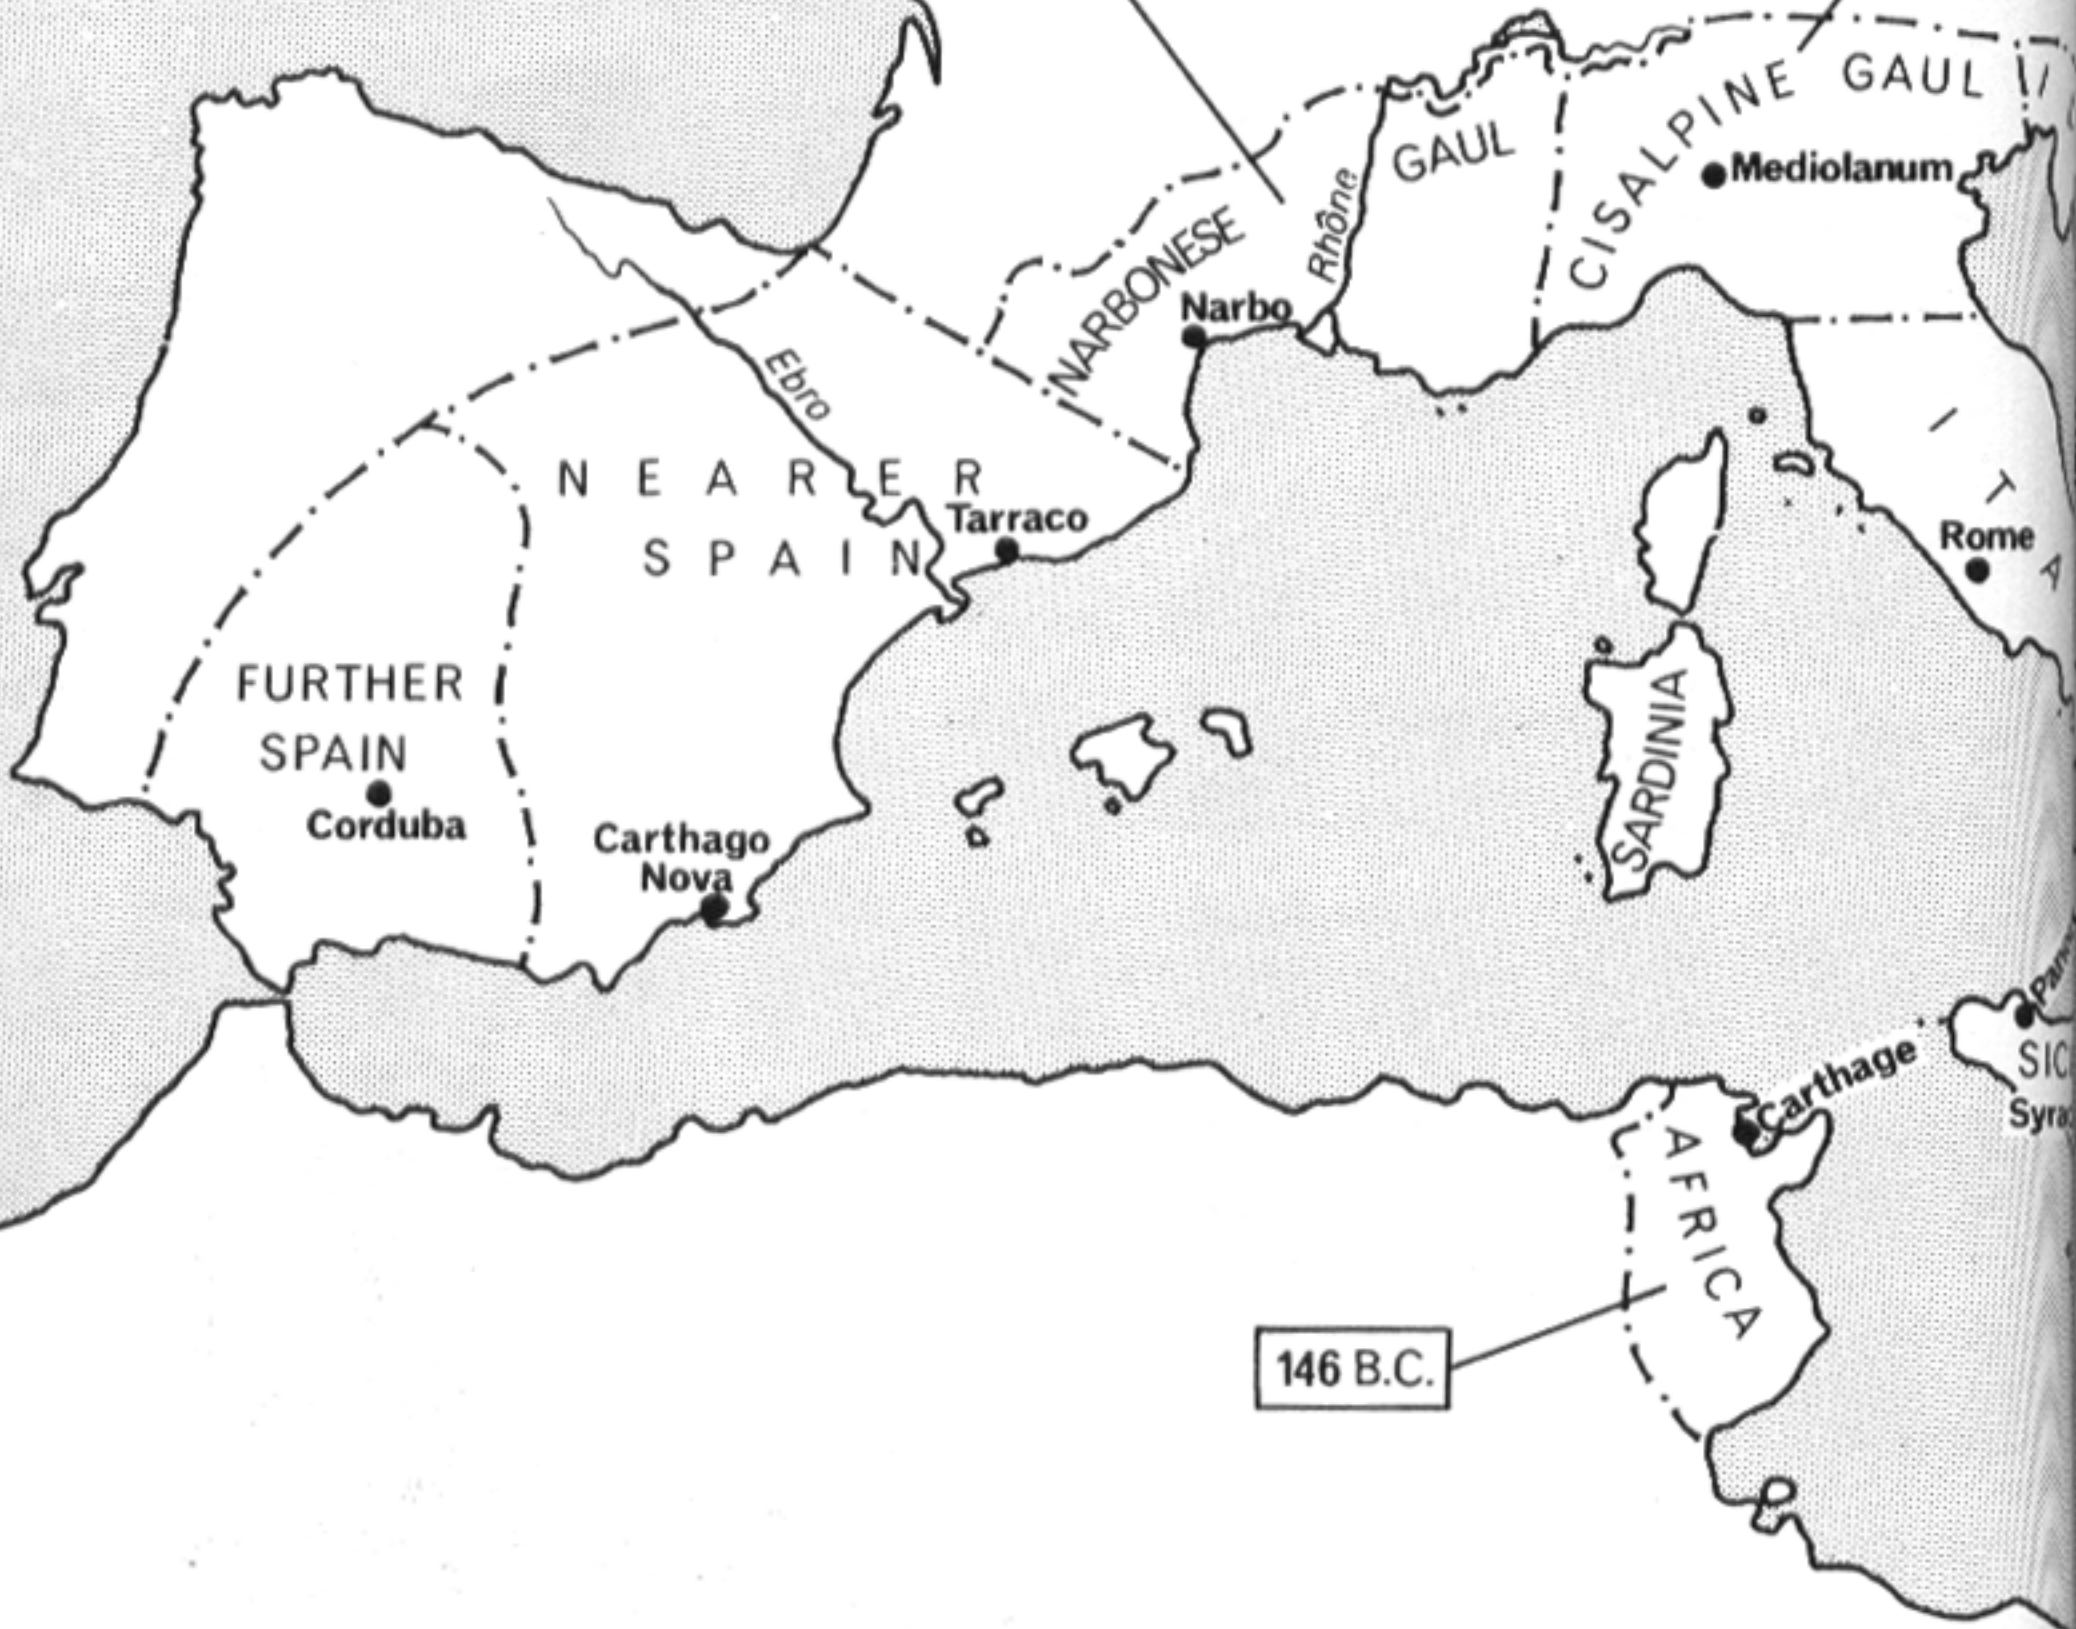 CISALPINE GAUL
GAUL
Mediolanum
Rhône
NARBONESE
Narbo
Ebro
NEARER
SPAIN
Tarraco
I T A
Rome
FURTHER
SPAIN
Corduba
Carthago
Nova
SARDINIA
Carthage
SIC
Syra
AFRICA
146 B.C.